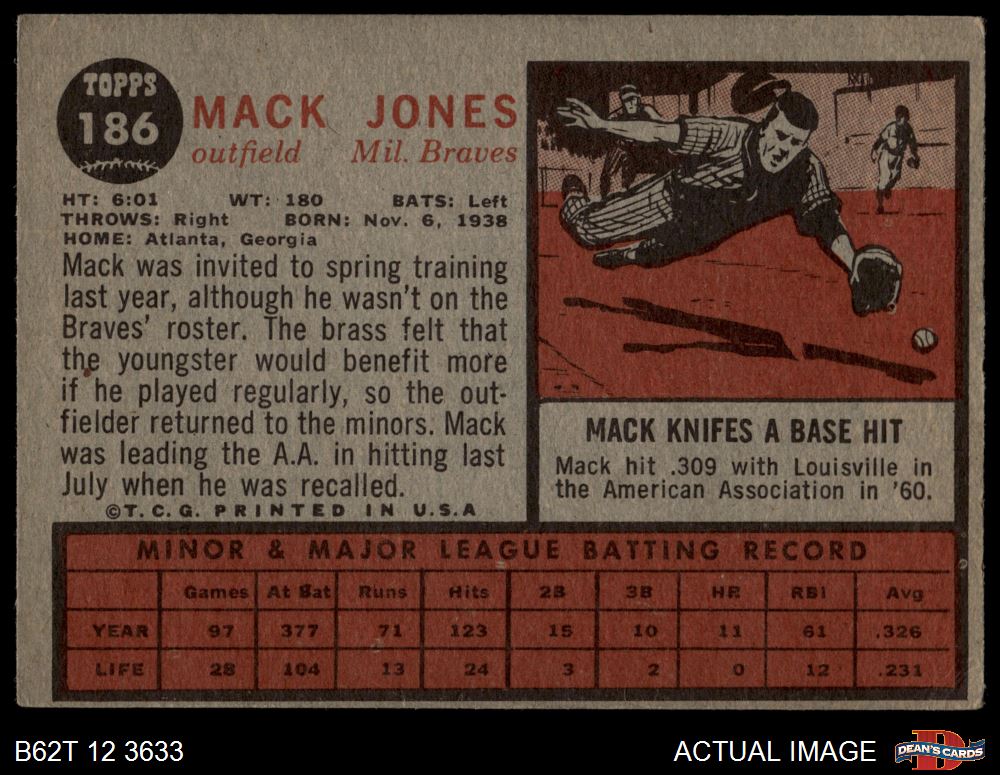 TOPPS
186
MACK JONES
outfield Mil. Braves
HT: 6:01 WT: 180 BATS: Left
THROWS: Right BORN: Nov. 6, 1938
HOME: Atlanta, Georgia
Mack was invited to spring training
last year, although he wasn't on the
Braves' roster. The brass felt that
the youngster would benefit more
if he played regularly, so the out-
fielder returned to the minors. Mack
was leading the A.A. in hitting last
July when he was recalled.
©T.C.G. PRINTED IN U.S.A
MACK KNIFES A BASE HIT
Mack hit .309 with Louisville in
the American Association in '60.
MINOR & MAJOR LEAGUE BATTING RECORD
Games At Bat Runs Hits 2B 3B HR RBI Avg
YEAR 97 377 71 123 15 10 11 61 .326
LIFE 28 104 13 24 3 2 0 12 .231
B62T 12 3633
ACTUAL IMAGE
DEAN'S CARDS